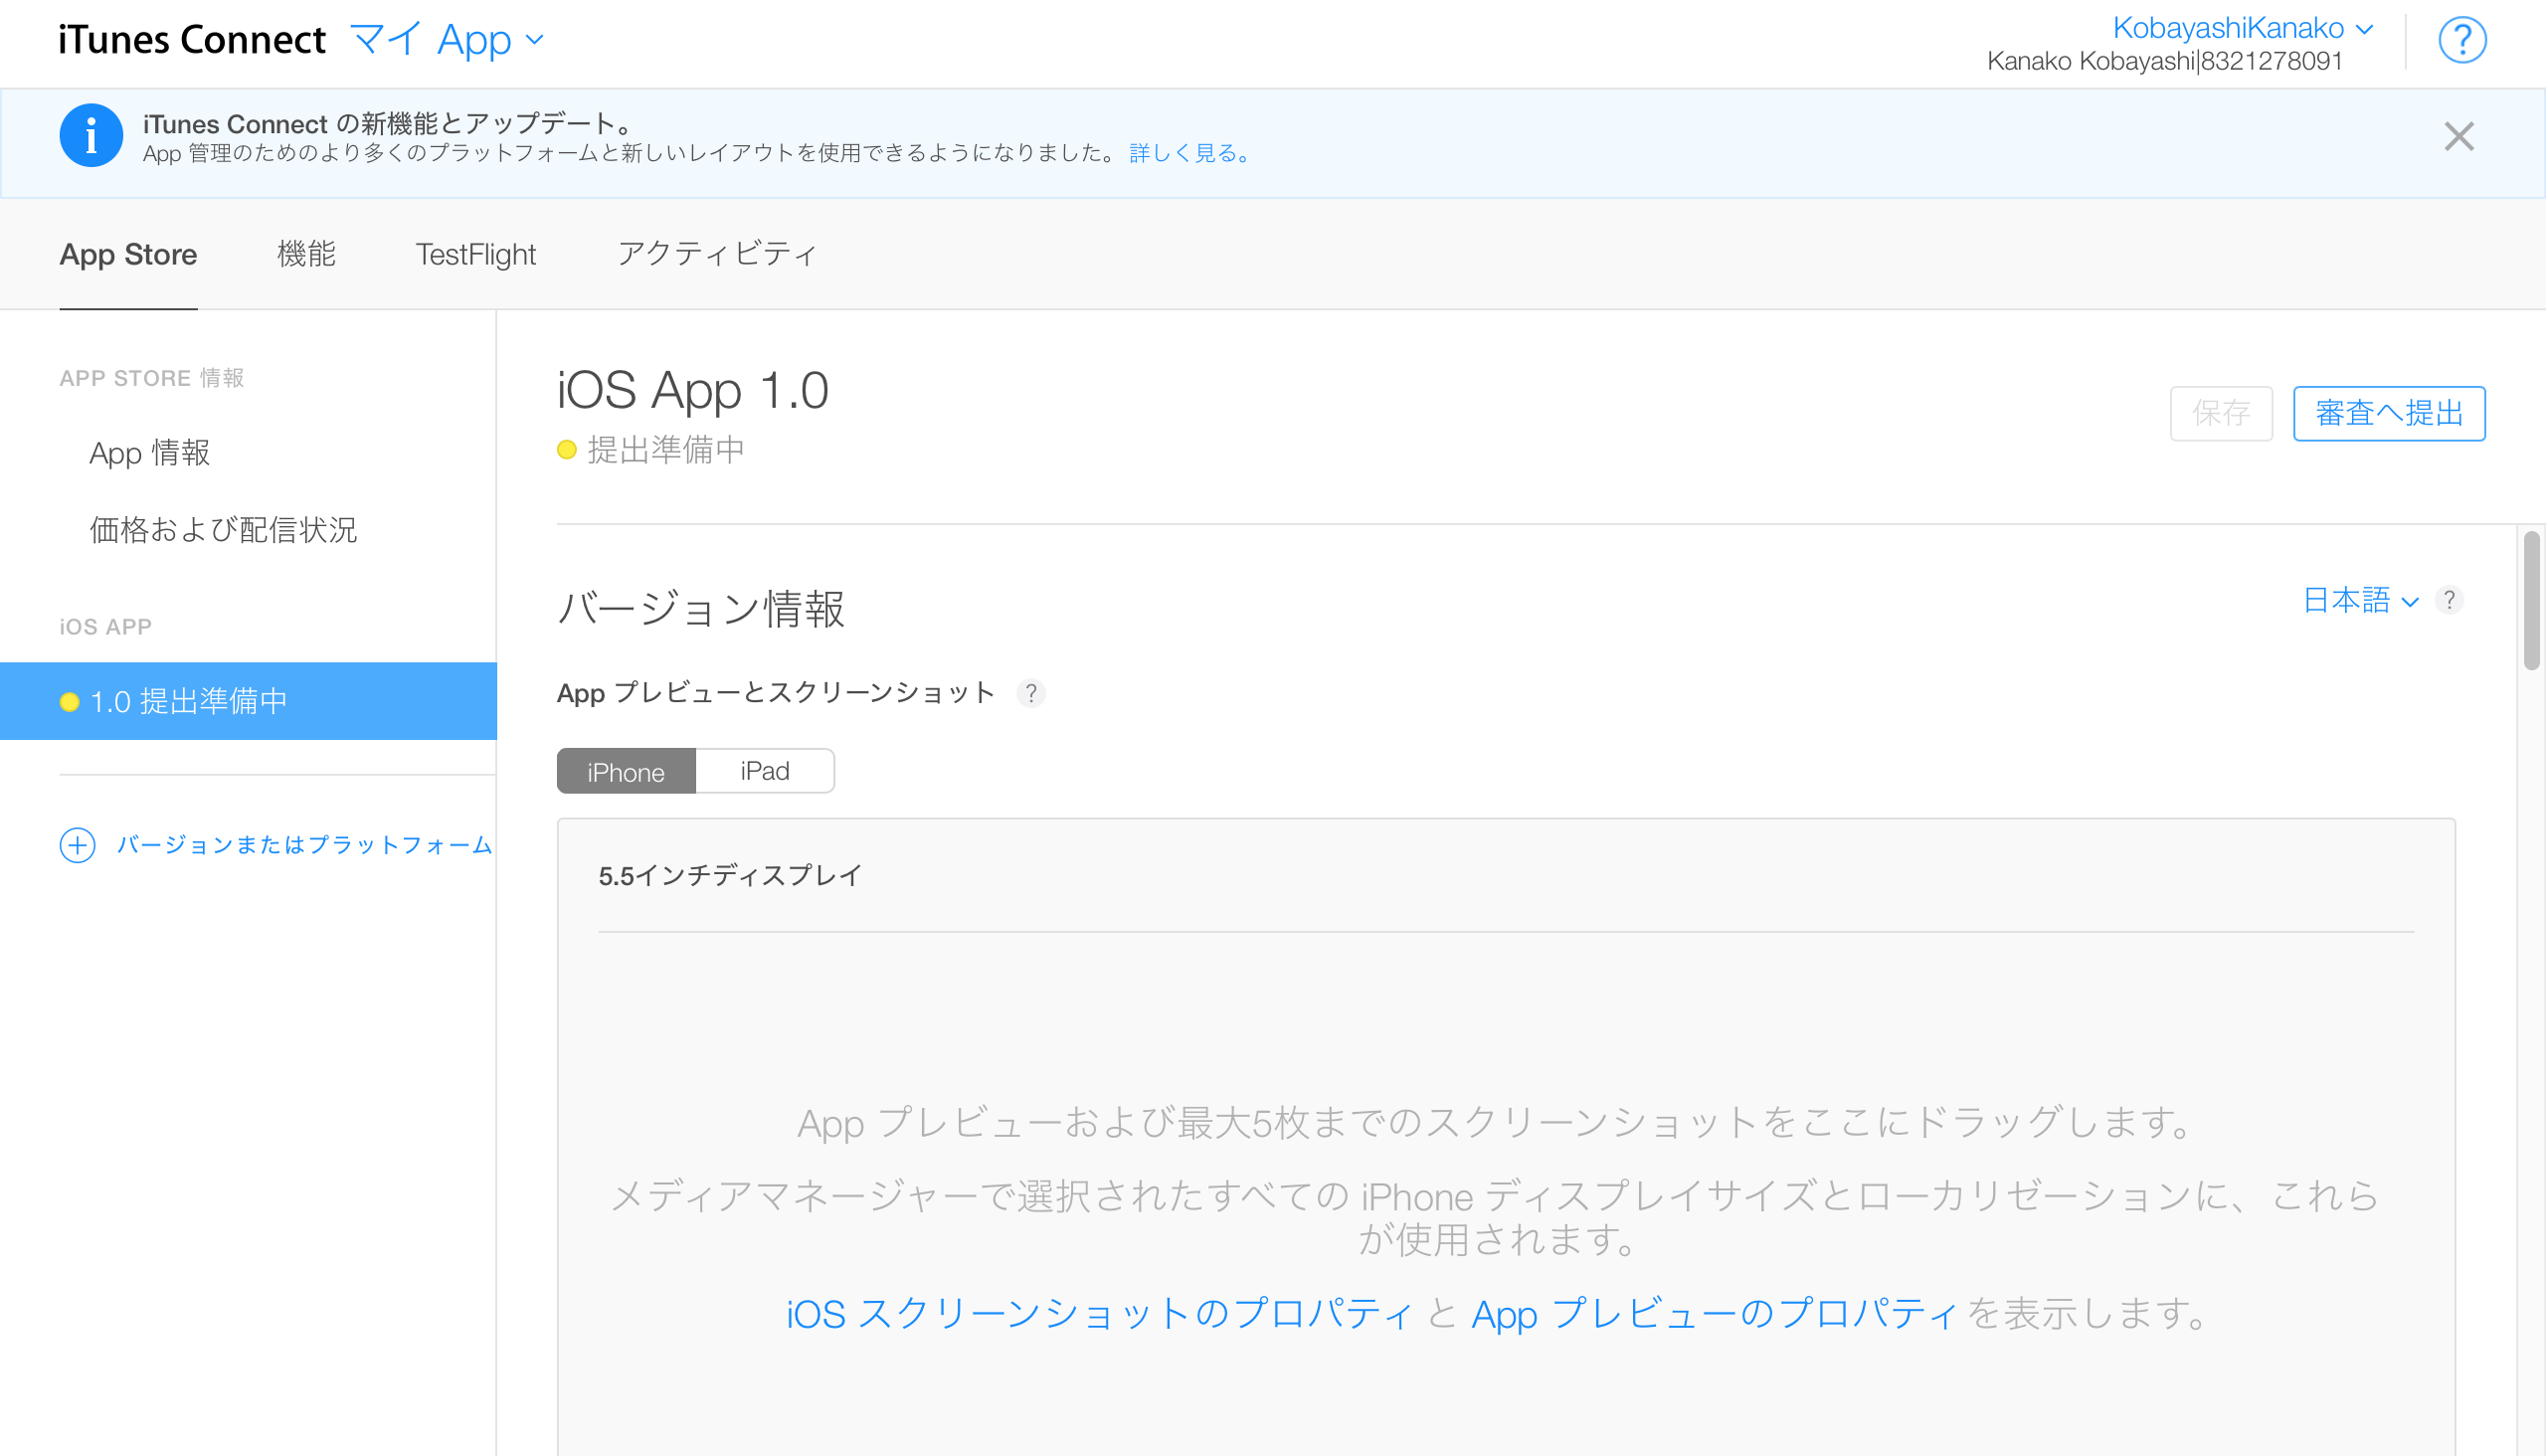 iTunes Connect マイ App
KobayashiKanako
Kanako Kobayashi|8321278091
?
i
iTunes Connect の新機能とアップデート。
App 管理のためのより多くのプラットフォームと新しいレイアウトを使用できるようになりました。 詳しく見る。
App Store 機能 TestFlight アクティビティ
APP STORE 情報
App 情報
価格および配信状況
iOS APP
1.0 提出準備中
バージョンまたはプラットフォーム
iOS App 1.0
提出準備中
保存 審査へ提出
バージョン情報
日本語 ?
App プレビューとスクリーンショット ?
iPhone iPad
5.5インチディスプレイ
App プレビューおよび最大5枚までのスクリーンショットをここにドラッグします。
メディアマネージャーで選択されたすべての iPhone ディスプレイサイズとローカリゼーションに、これら
が使用されます。
iOS スクリーンショットのプロパティ と App プレビューのプロパティ を表示します。